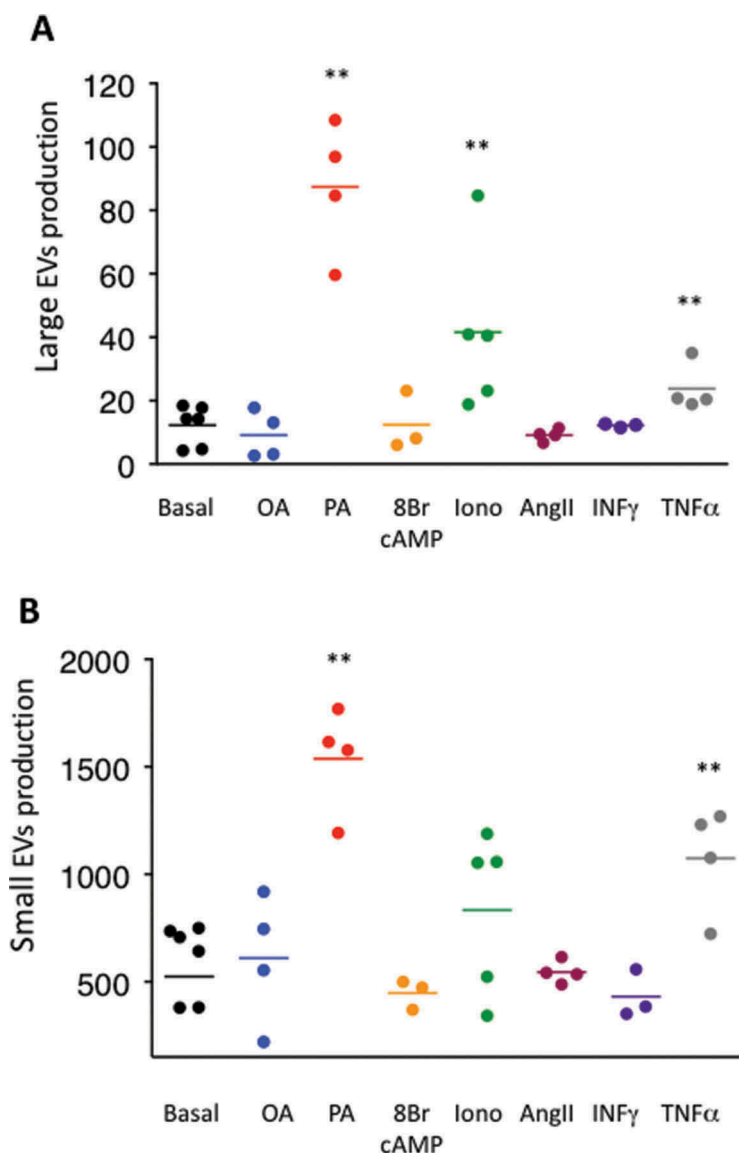 A
Large EVs production
120
100
80
60
40
20
0
**
**
**
Basal OA PA 8Br cAMP Iono AngII INFγ TNFα
B
Small EVs production
2000
1500
1000
500
**
**
Basal OA PA 8Br cAMP Iono AngII INFγ TNFα